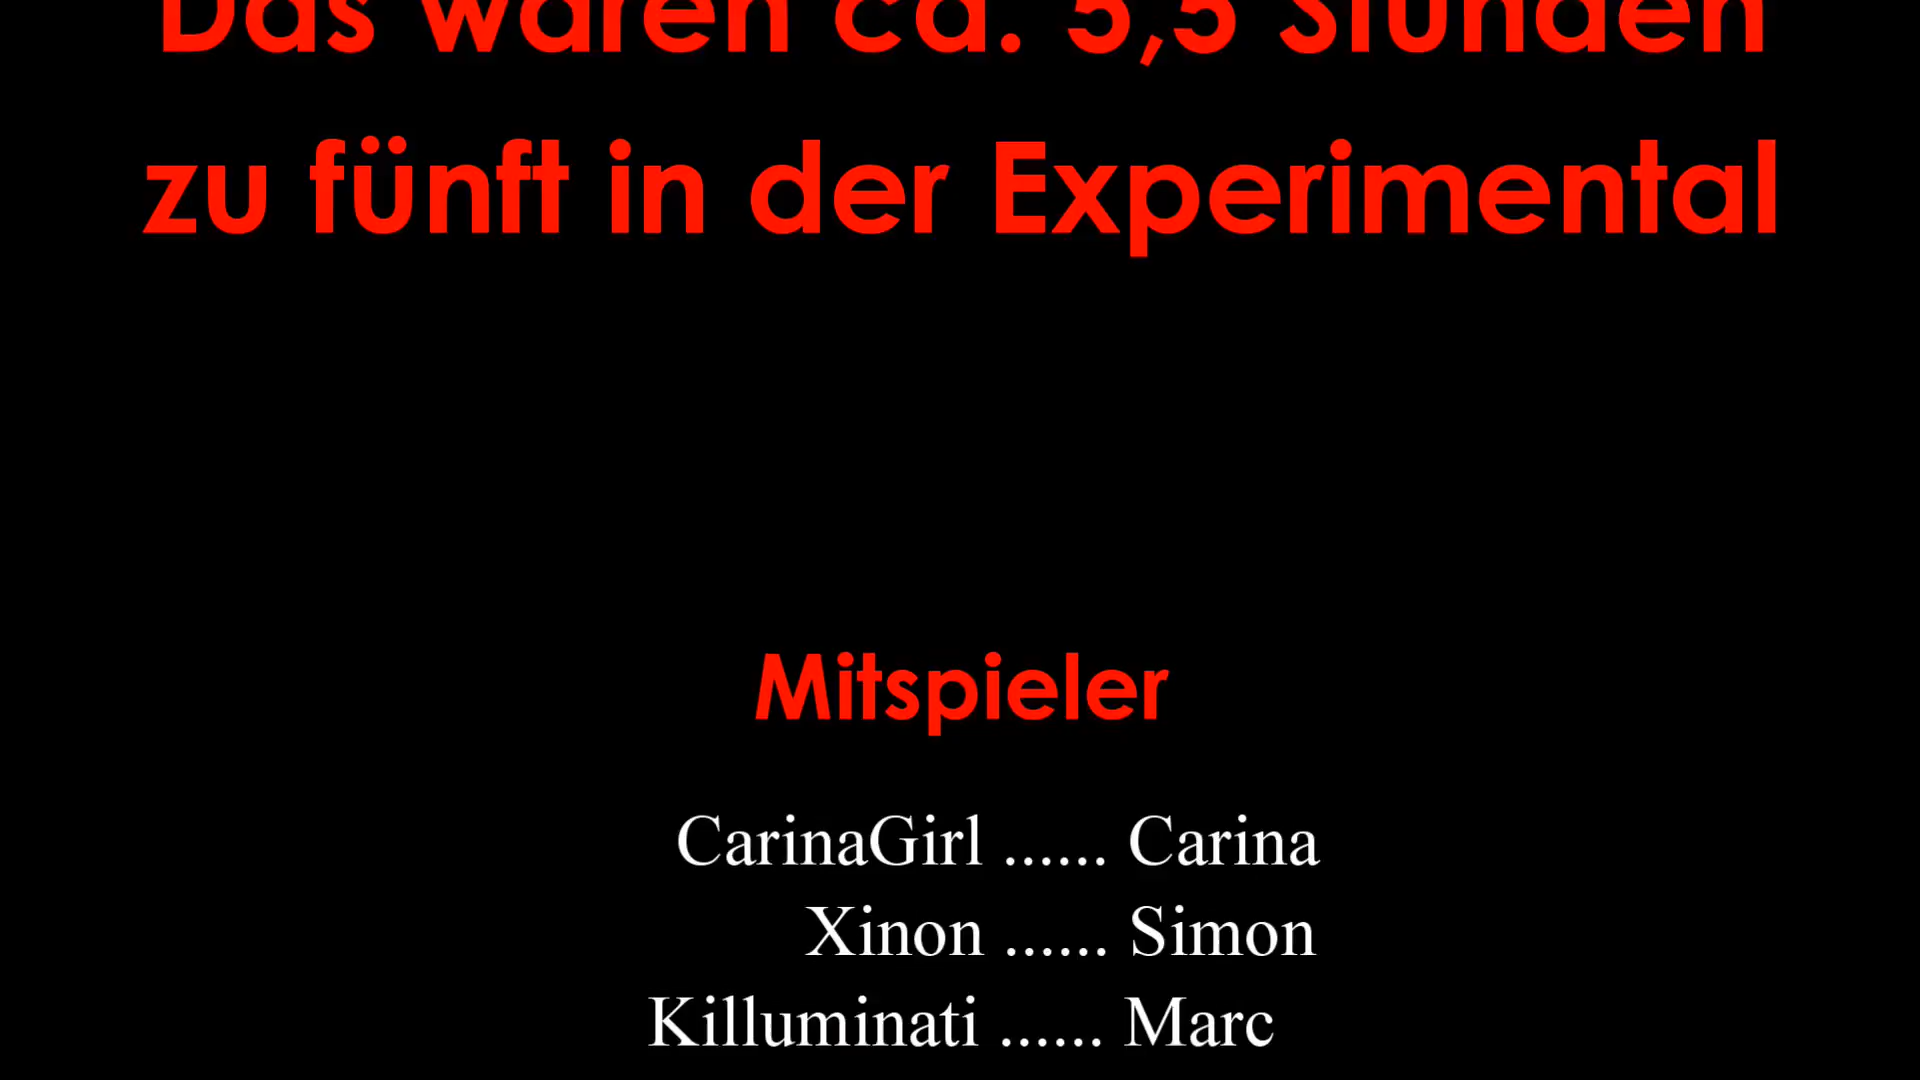 Das waren ca. 5,5 Stunden
zu fünft in der Experimental
Mitspieler
CarinaGirl ...... Carina
Xinon ...... Simon
Killuminati ...... Marc